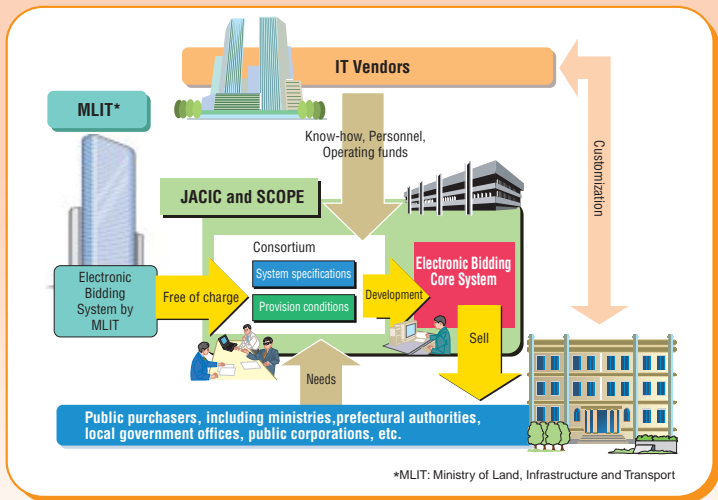 IT Vendors
MLIT*
Know-how, Personnel,
Operating funds
Customization
JACIC and SCOPE
Consortium
System specifications
Provision conditions
Electronic Bidding
Core System
Electronic
Bidding
System by
MLIT
Free of charge
Development
Sell
Needs
Public purchasers, including ministries,prefectural authorities,
local government offices, public corporations, etc.
*MLIT: Ministry of Land, Infrastructure and Transport